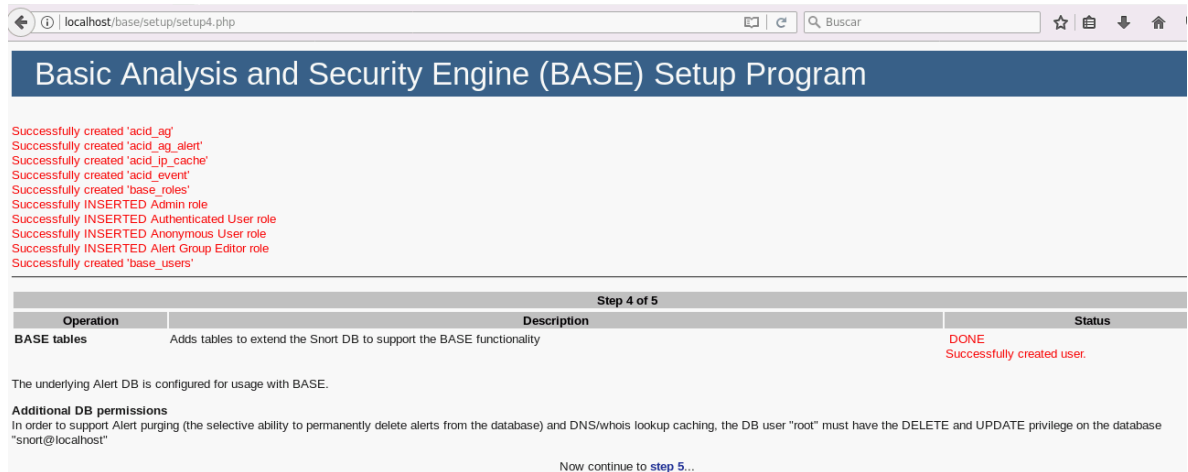 localhost/base/setup/setup4.php
Buscar
Basic Analysis and Security Engine (BASE) Setup Program
Successfully created 'acid_ag'
Successfully created 'acid_ag_alert'
Successfully created 'acid_ip_cache'
Successfully created 'acid_event'
Successfully created 'base_roles'
Successfully INSERTED Admin role
Successfully INSERTED Authenticated User role
Successfully INSERTED Anonymous User role
Successfully INSERTED Alert Group Editor role
Successfully created 'base_users'
Step 4 of 5
Operation Description Status
BASE tables Adds tables to extend the Snort DB to support the BASE functionality DONE
Successfully created user.
The underlying Alert DB is configured for usage with BASE.
Additional DB permissions
In order to support Alert purging (the selective ability to permanently delete alerts from the database) and DNS/whois lookup caching, the DB user "root" must have the DELETE and UPDATE privilege on the database
"snort@localhost"
Now continue to step 5...